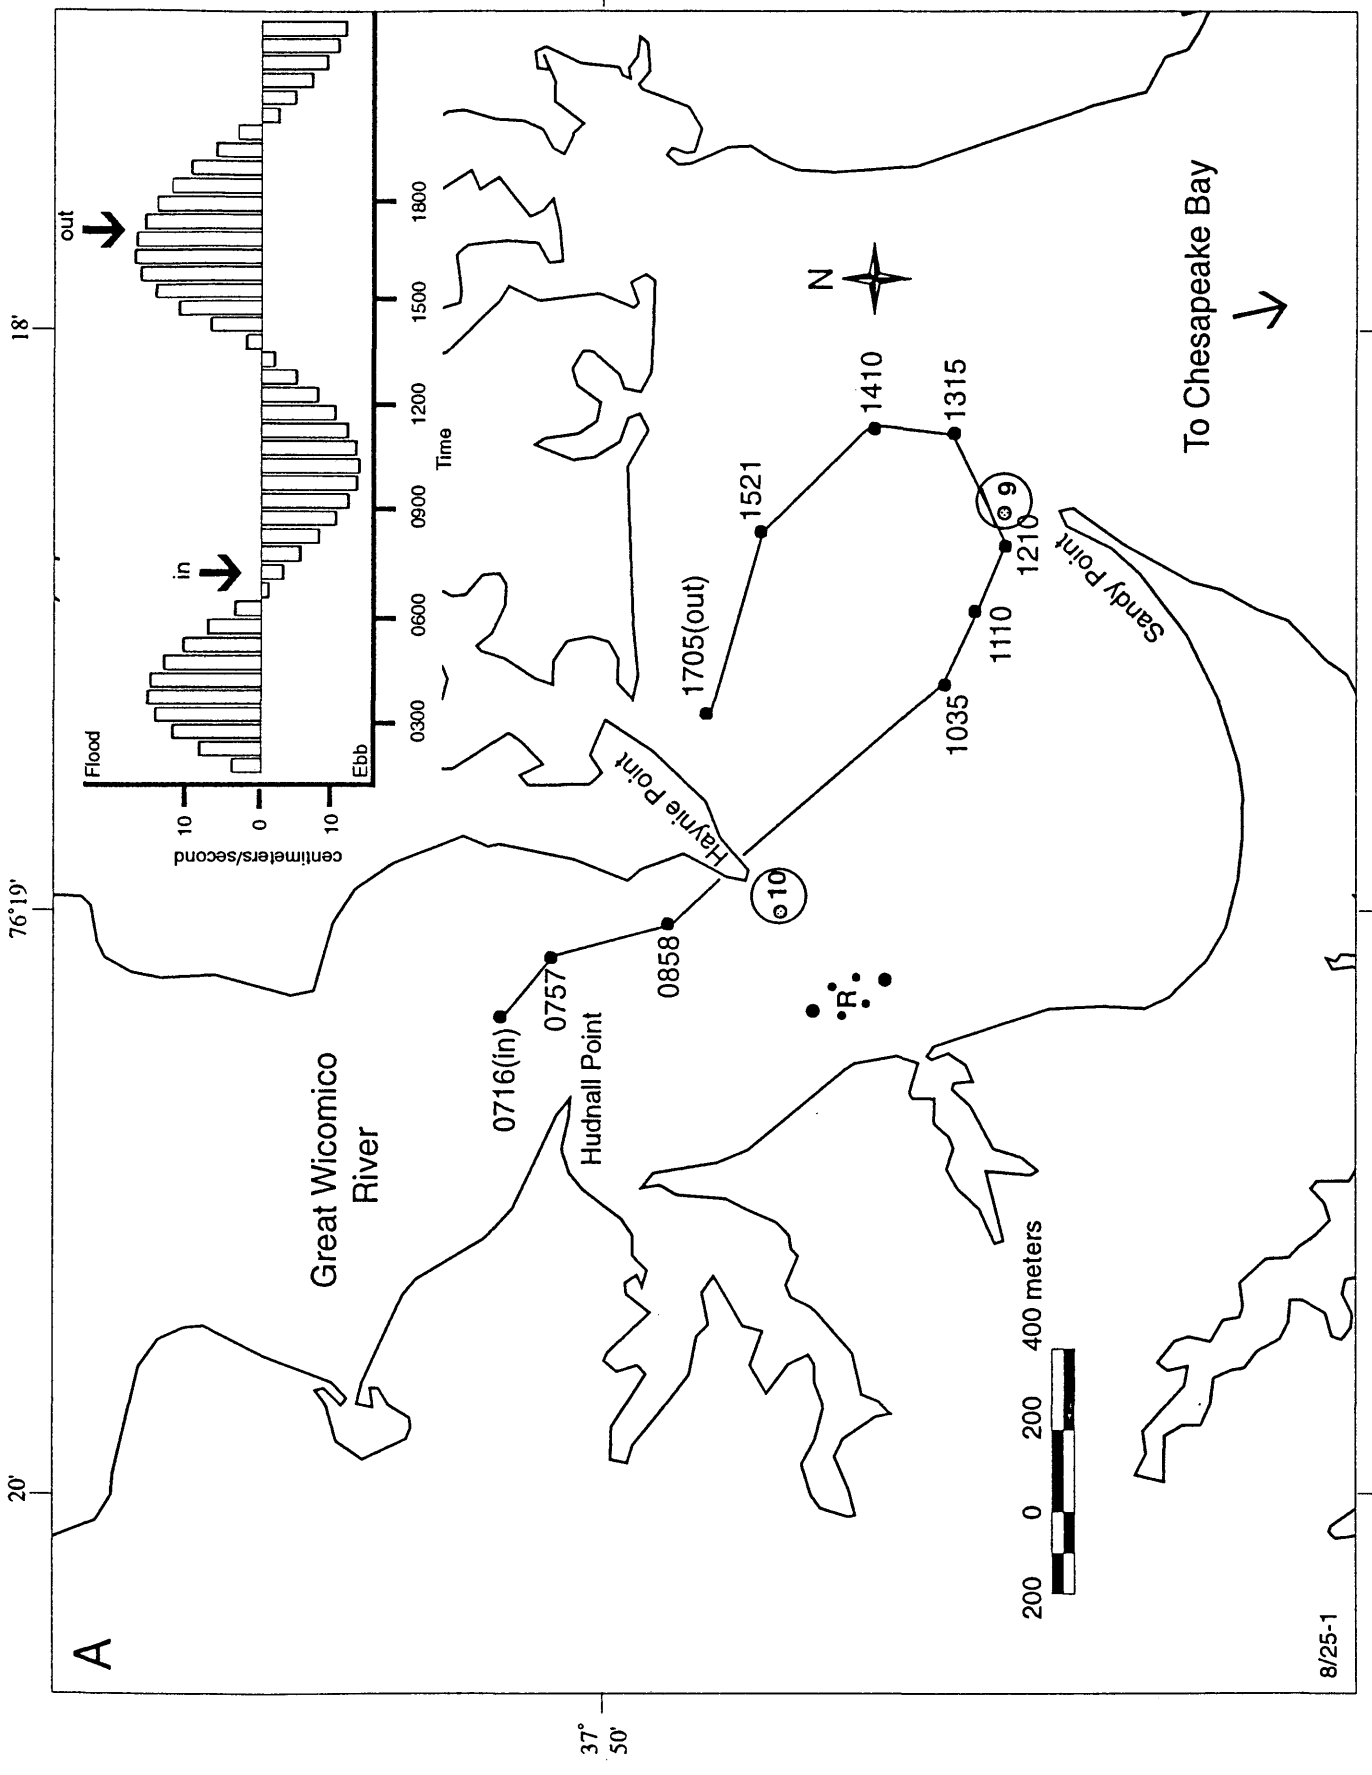 A
20'
76°19'
18'
37°
50'
Flood
Ebb
centimeters/second
10
0
10
in
out
0300
0600
0900
1200
1500
1800
Time
Great Wicomico
River
0716(in)
0757
Hudnall Point
0858
Haynie Point
10
R
1705(out)
1521
1410
1315
9
1210
1110
1035
Sandy Point
N
To Chesapeake Bay
200
0
200
400 meters
8/25-1